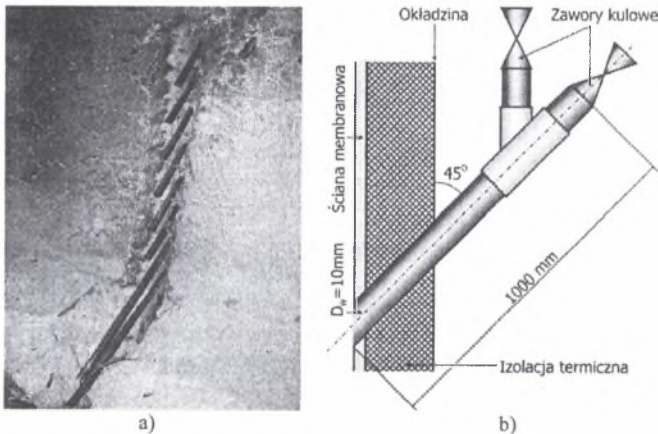 Okładzina
Zawory kulowe
Ściana membranowa
45°
D_w=10mm
1000 mm
Izolacja termiczna
a)
b)